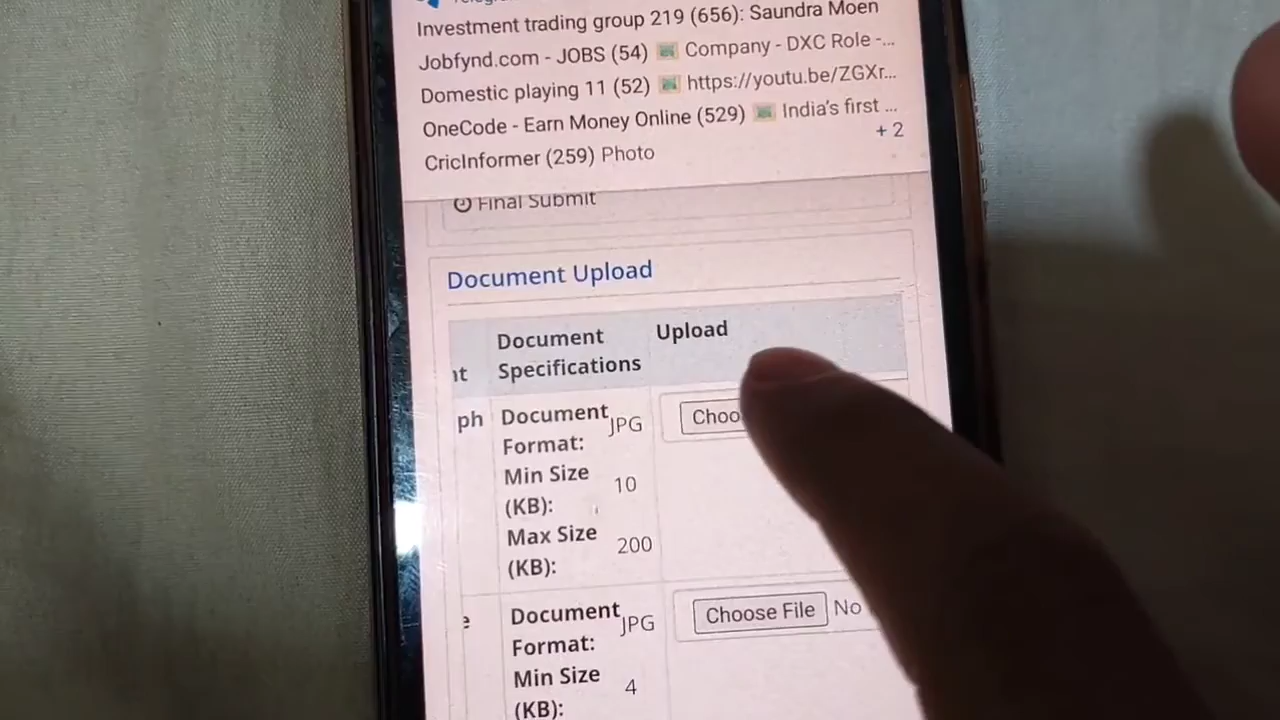 Investment trading group 219 (656): Saundra Moen
Jobfynd.com - JOBS (54) Company - DXC Role -...
Domestic playing 11 (52) https://youtu.be/ZGXr...
OneCode - Earn Money Online (529) India's first ...
+ 2
CricInformer (259) Photo
Final Submit
Document Upload
nt Document Specifications Upload
ph Document Format: JPG Choo
Min Size (KB): 10
Max Size (KB): 200
e Document Format: JPG Choose File No
Min Size (KB): 4